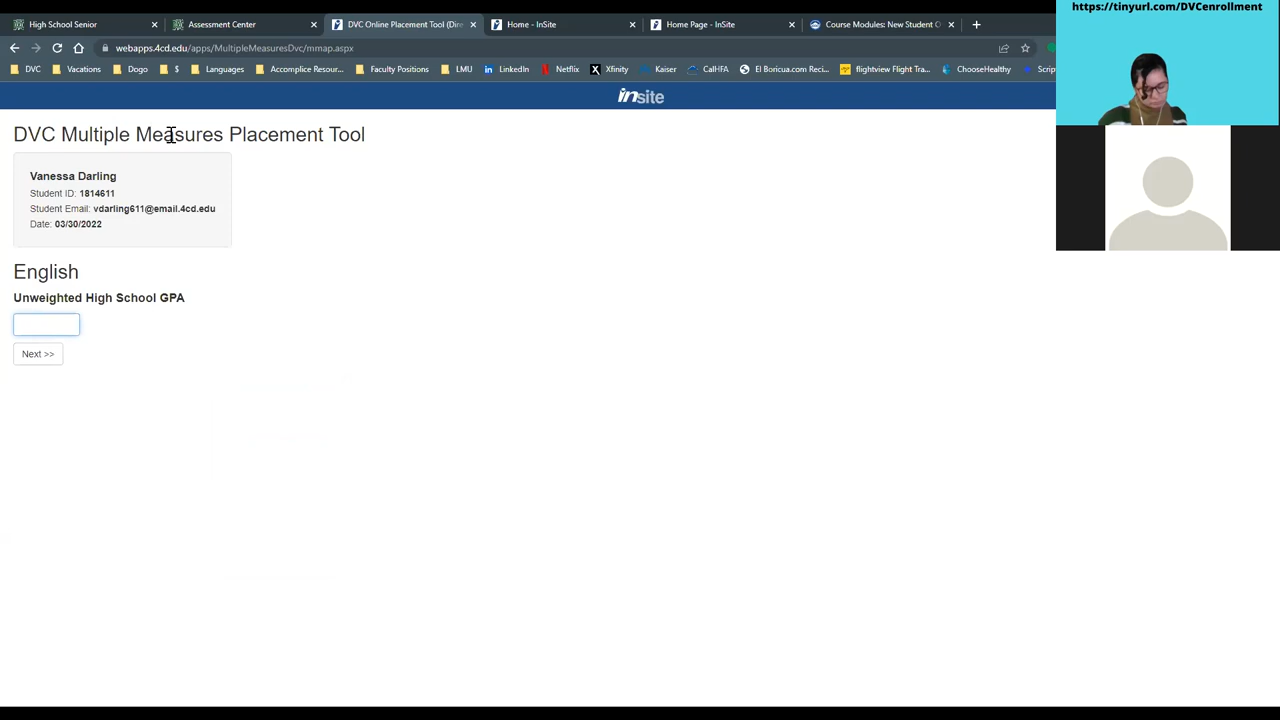 High School Senior
Assessment Center
DVC Online Placement Tool (Dire
Home - InSite
Home Page - InSite
Course Modules: New Student O
https://tinyurl.com/DVCenrollment
webapps.4cd.edu/apps/MultipleMeasuresDvc/mmap.aspx
DVC Vacations Dogo $ Languages Accomplice Resour... Faculty Positions LMU LinkedIn Netflix Xfinity Kaiser CalHFA El Boricua.com Reci... flightview Flight Tra... ChooseHealthy Scrip
insite
DVC Multiple Measures Placement Tool
Vanessa Darling
Student ID: 1814611
Student Email: vdarling611@email.4cd.edu
Date: 03/30/2022
English
Unweighted High School GPA
Next >>